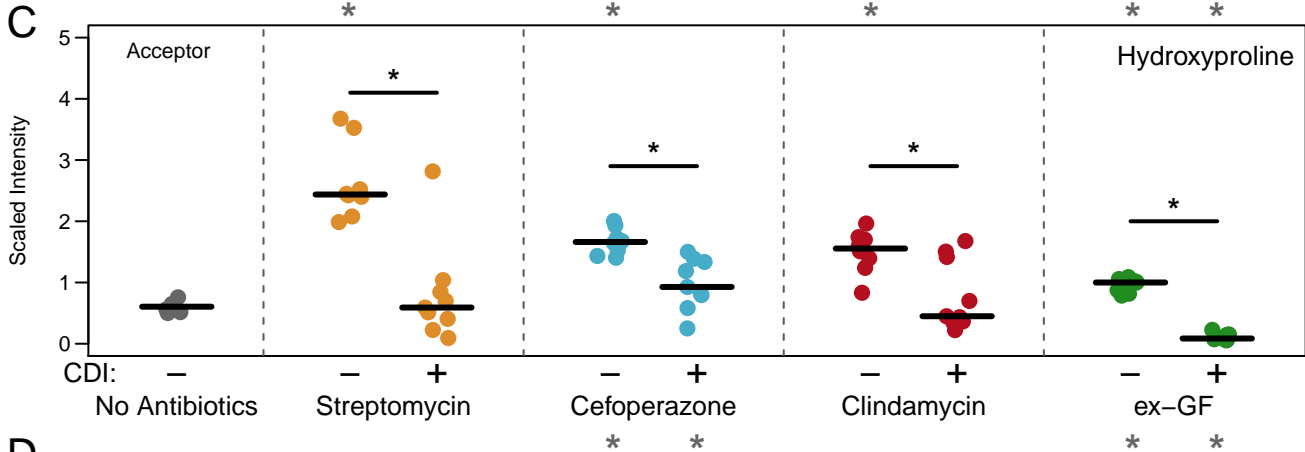 * * * * *
C
5
Acceptor
Hydroxyproline
4
*
3
*
*
2
*
1
0
Scaled Intensity
CDI: − − + − + − + − +
No Antibiotics Streptomycin Cefoperazone Clindamycin ex−GF
* * * *
D